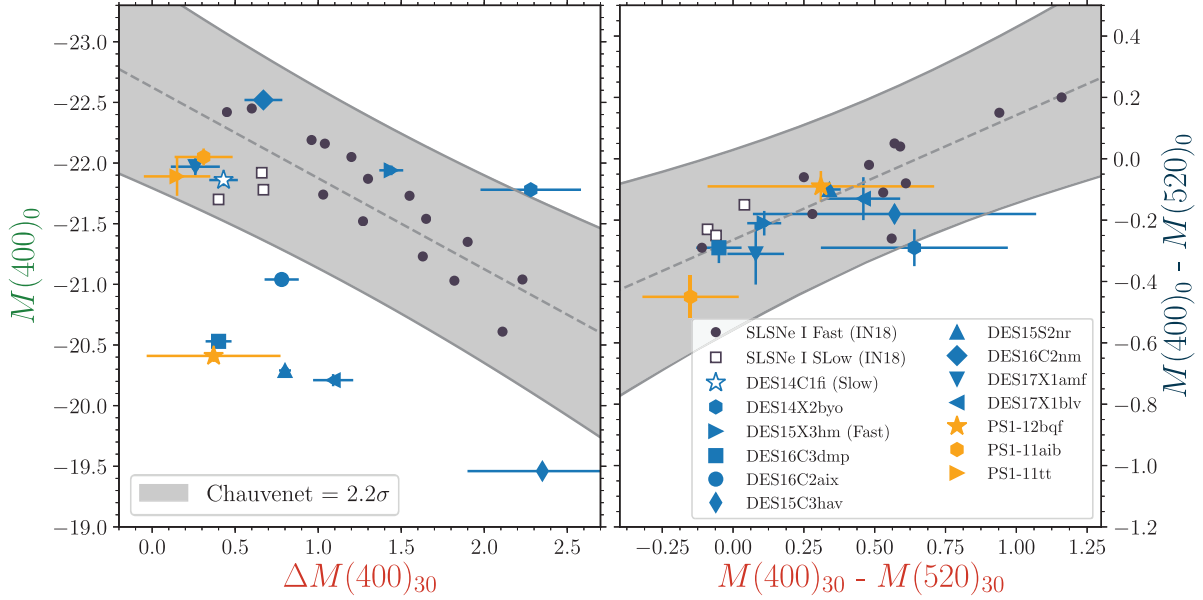 −23.0
−22.5
−22.0
−21.5
−21.0
−20.5
−20.0
−19.5
−19.0
M(400)₀
0.0 0.5 1.0 1.5 2.0 2.5
ΔM(400)₃₀
Chauvenet = 2.2σ
0.4
0.2
0.0
−0.2
−0.4
−0.6
−0.8
−1.0
−1.2
M(400)₀ - M(520)₀
−0.25 0.00 0.25 0.50 0.75 1.00 1.25
M(400)₃₀ - M(520)₃₀
SLSNe I Fast (IN18)
SLSNe I SLow (IN18)
DES14C1fi (Slow)
DES14X2byo
DES15X3hm (Fast)
DES16C3dmp
DES16C2aix
DES15C3hav
DES15S2nr
DES16C2nm
DES17X1amf
DES17X1blv
PS1-12bqf
PS1-11aib
PS1-11tt